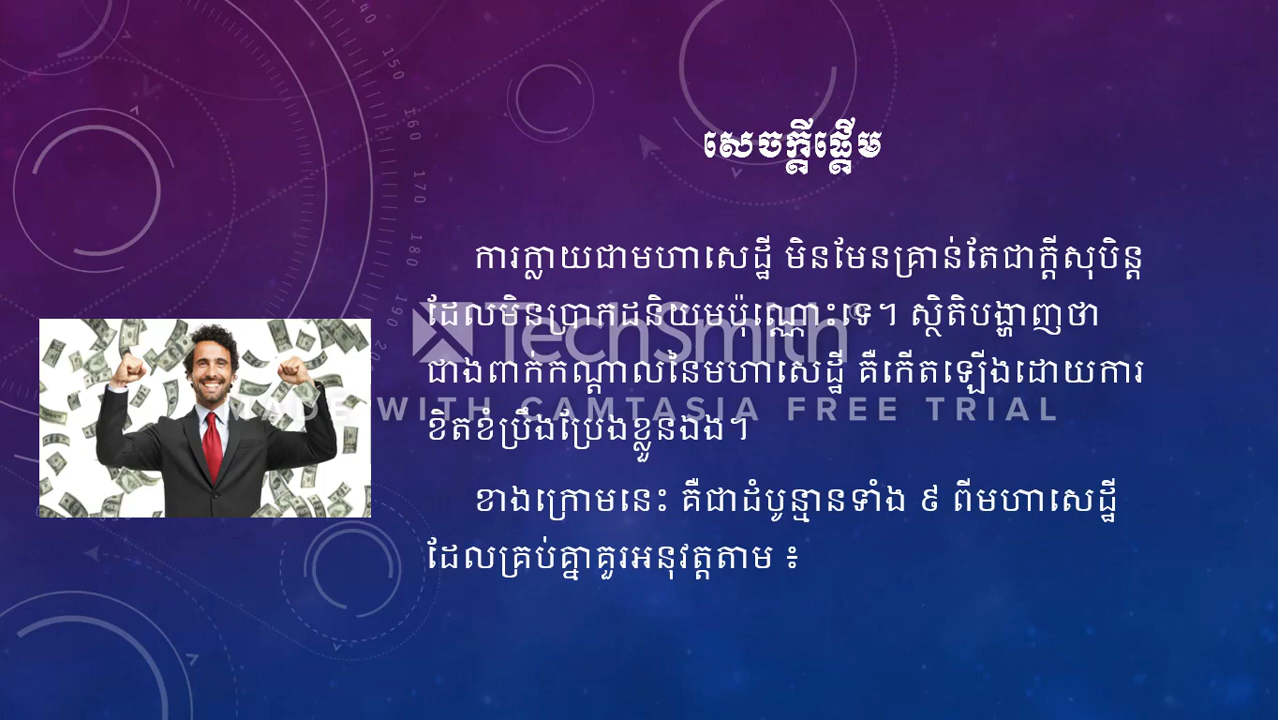 សេចក្តីផ្តើម
ការក្លាយជាមហាសេដ្ឋី មិនមែនគ្រាន់តែជាក្តីសុបិន្ត
ដែលមិនប្រាកដនិយមប៉ុណ្ណោះទេ។ ស្ថិតិបង្ហាញថា
TechSmith
ជាងពាក់កណ្តាលនៃមហាសេដ្ឋី គឺកើតឡើងដោយការ
MADE WITH CAMTASIA FREE TRIAL
ខិតខំប្រឹងប្រែងខ្លួនឯង។
ខាងក្រោមនេះ គឺជាដំបូន្មានទាំង ៩ ពីមហាសេដ្ឋី
ដែលគ្រប់គ្នាគួរអនុវត្តតាម ៖
140
150
160
170
180
190